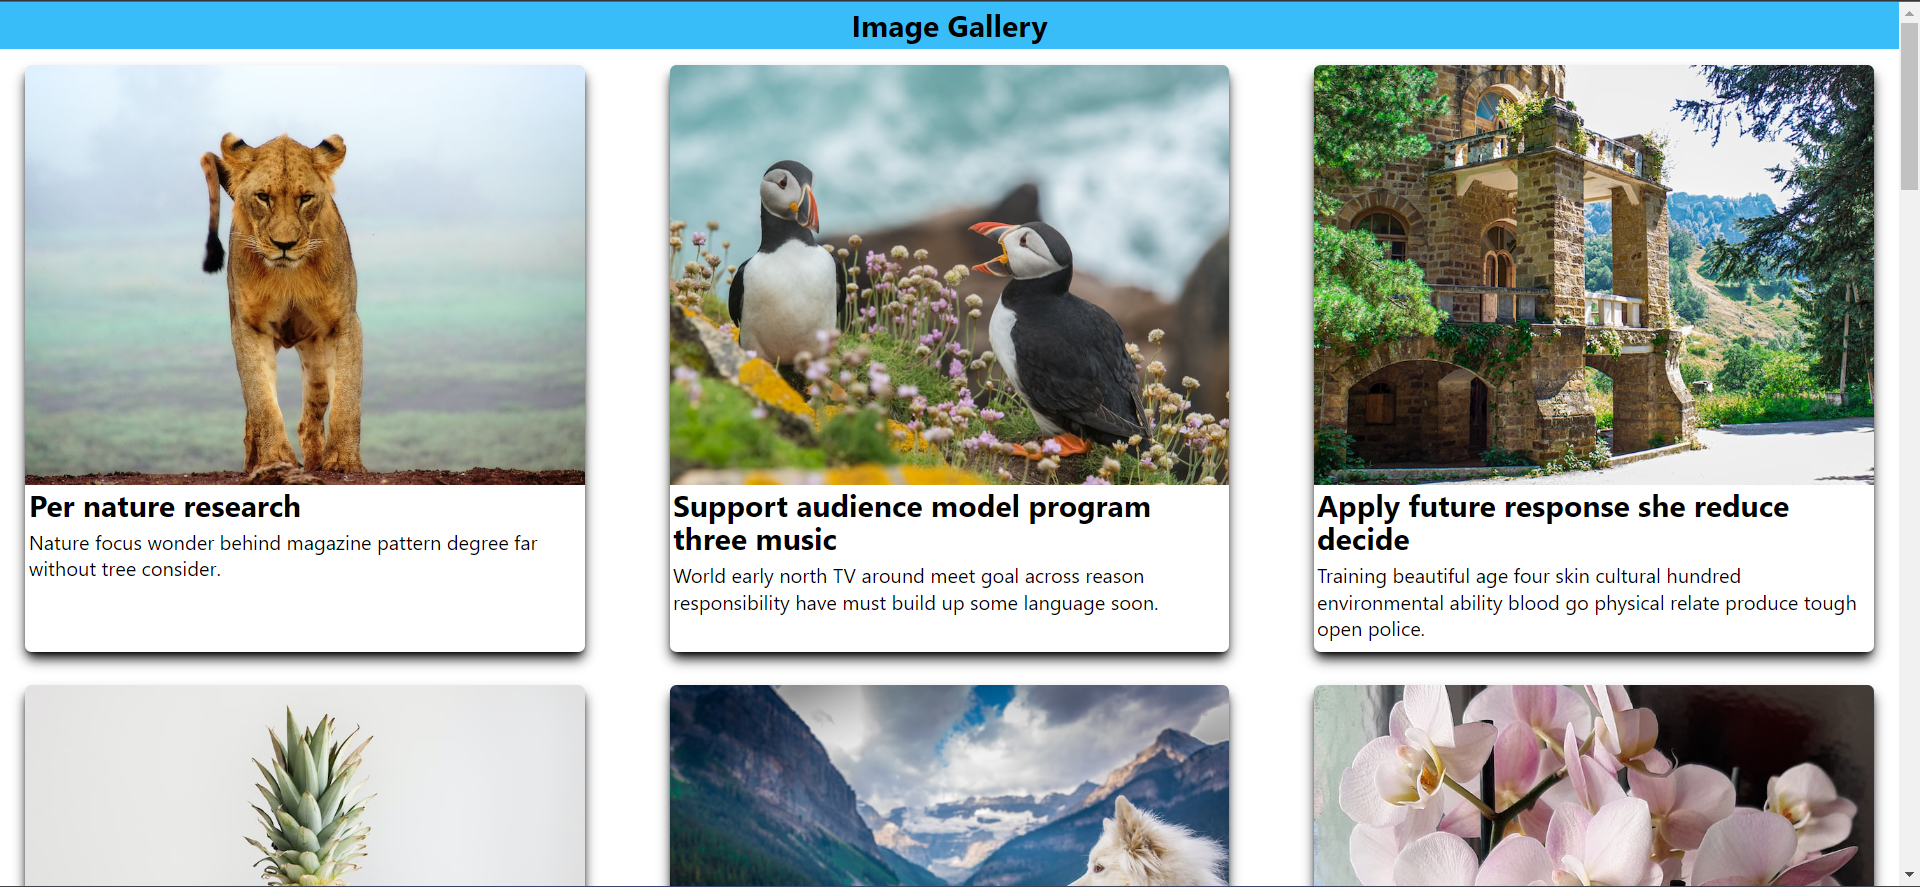 Image Gallery
Per nature research
Nature focus wonder behind magazine pattern degree far
without tree consider.
Support audience model program
three music
World early north TV around meet goal across reason
responsibility have must build up some language soon.
Apply future response she reduce
decide
Training beautiful age four skin cultural hundred
environmental ability blood go physical relate produce tough
open police.